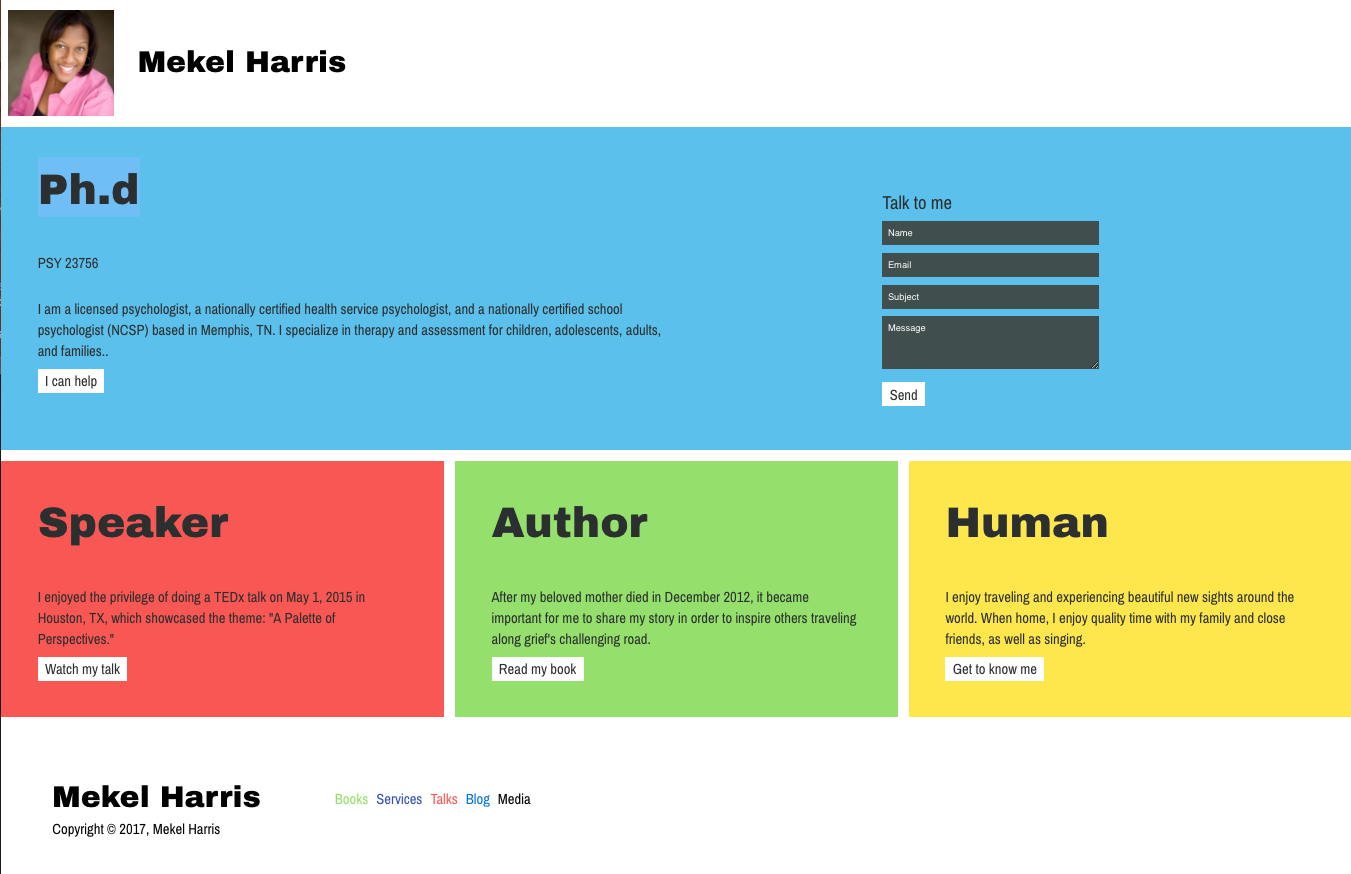 Mekel Harris
Ph.d
PSY 23756
I am a licensed psychologist, a nationally certified health service psychologist, and a nationally certified school
psychologist (NCSP) based in Memphis, TN. I specialize in therapy and assessment for children, adolescents, adults,
and families..
I can help
Talk to me
Name
Email
Subject
Message
Send
Speaker
I enjoyed the privilege of doing a TEDx talk on May 1, 2015 in
Houston, TX, which showcased the theme: "A Palette of
Perspectives."
Watch my talk
Author
After my beloved mother died in December 2012, it became
important for me to share my story in order to inspire others traveling
along grief's challenging road.
Read my book
Human
I enjoy traveling and experiencing beautiful new sights around the
world. When home, I enjoy quality time with my family and close
friends, as well as singing.
Get to know me
Mekel Harris
Copyright © 2017, Mekel Harris
Books Services Talks Blog Media